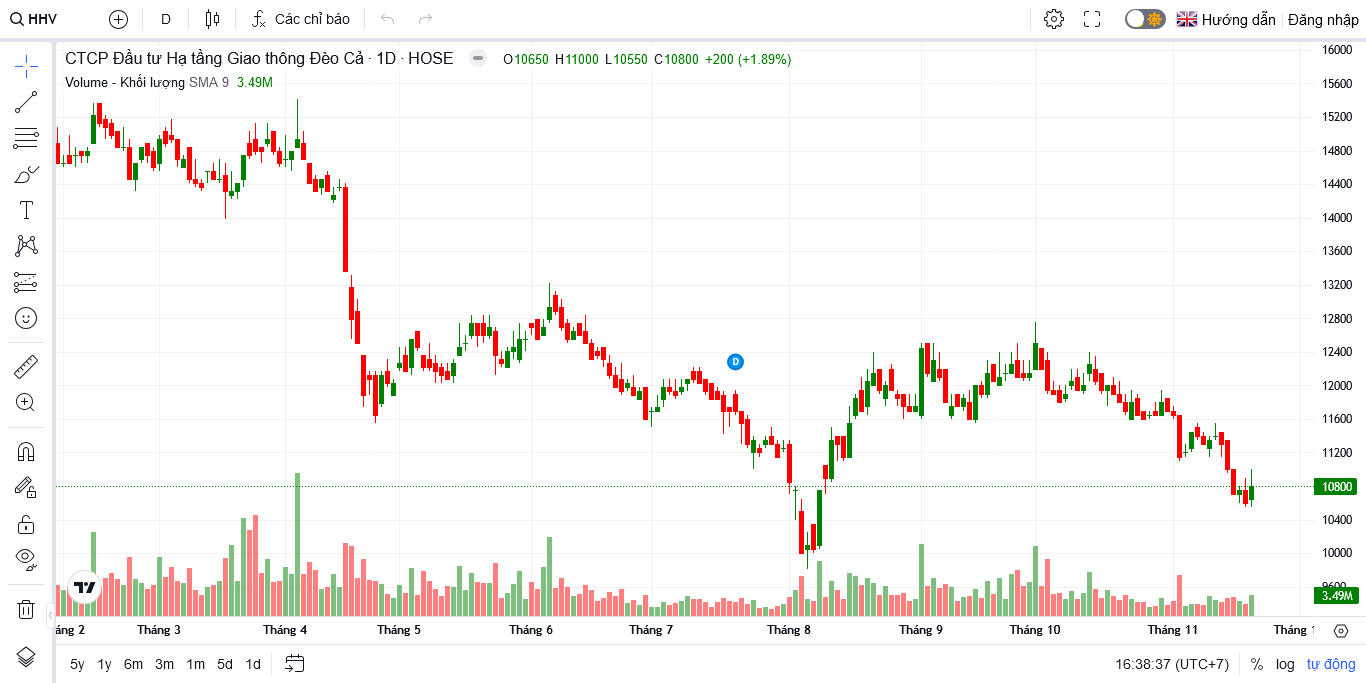 HHV D Các chỉ báo Hướng dẫn Đăng nhập
CTCP Đầu tư Hạ tầng Giao thông Đèo Cả · 1D · HOSE O10650 H11000 L10550 C10800 +200 (+1.89%)
Volume - Khối lượng SMA 9 3.49M
16000
15600
15200
14800
14400
14000
13600
13200
12800
12400
D
12000
11600
11200
10800
10400
10000
9600
3.49M
áng 2 Tháng 3 Tháng 4 Tháng 5 Tháng 6 Tháng 7 Tháng 8 Tháng 9 Tháng 10 Tháng 11 Tháng 1
5y 1y 6m 3m 1m 5d 1d 16:38:37 (UTC+7) % log tự động